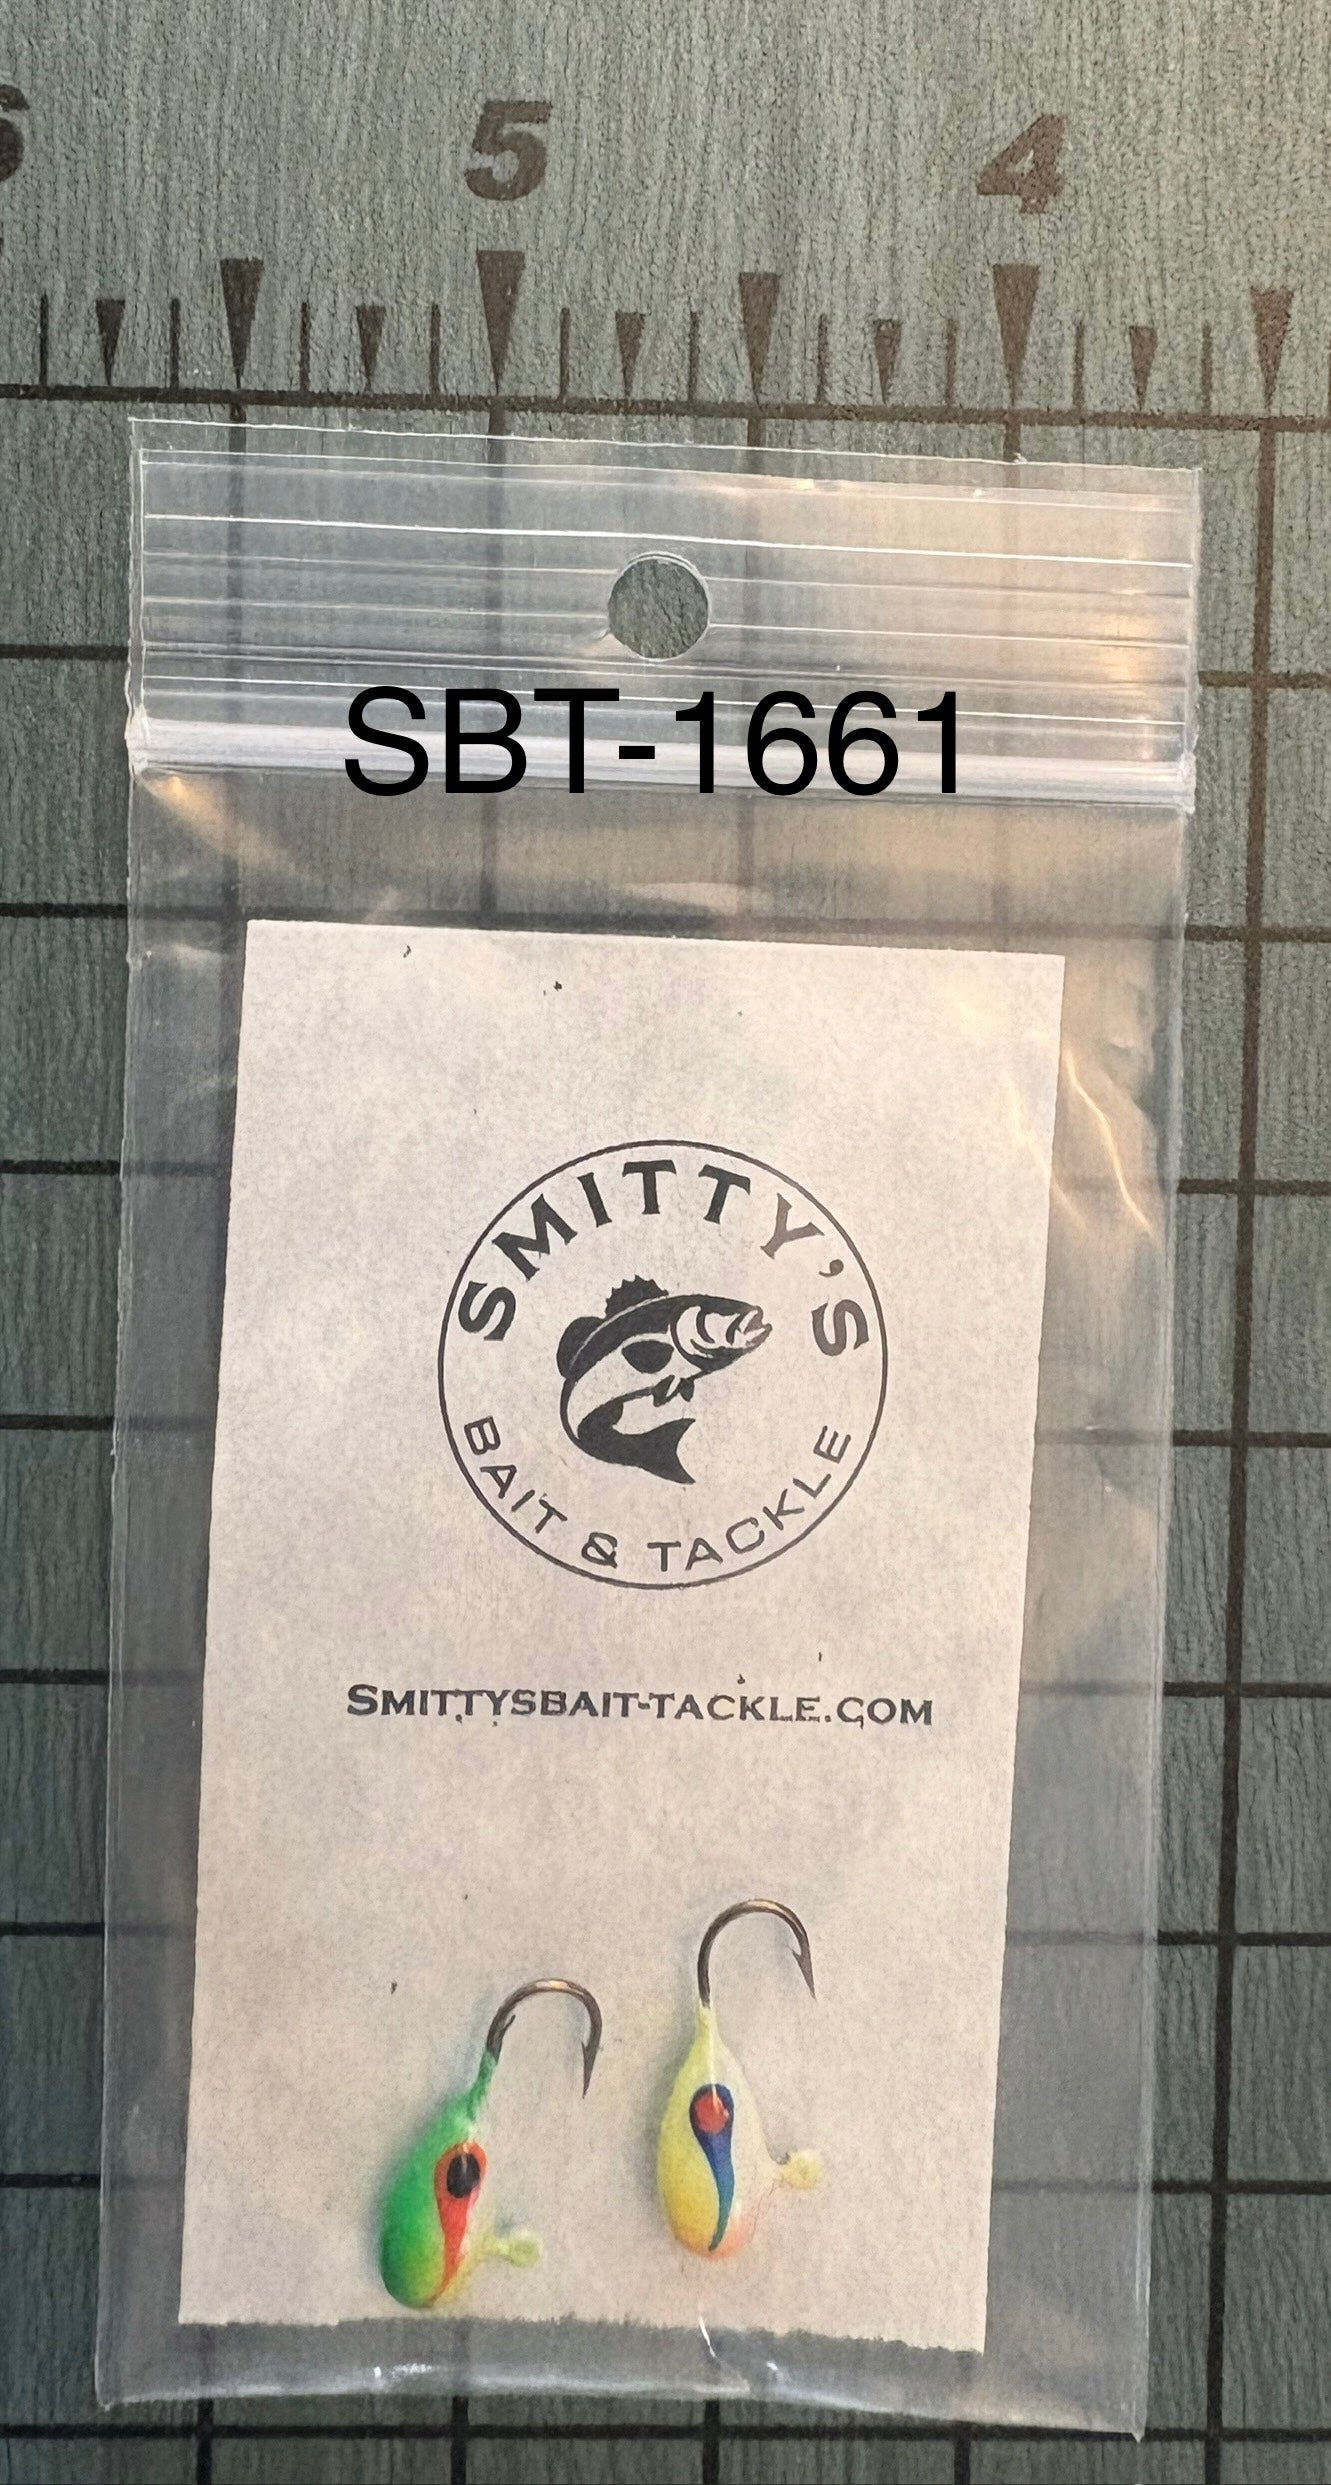 5 4
SBT-1661
SMITTY'S
BAIT & TACKLE
SMITTYSBAIT-TACKLE.COM